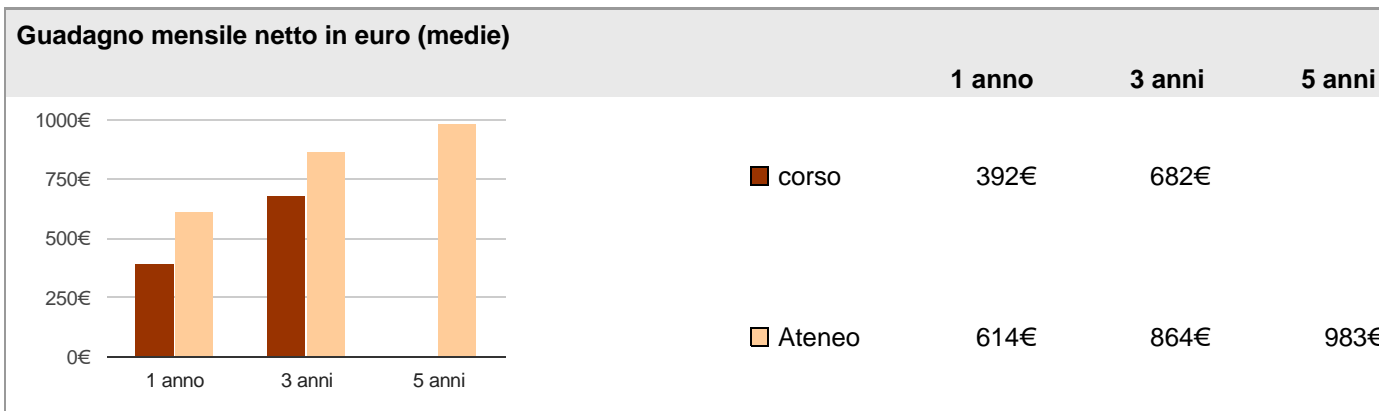 Guadagno mensile netto in euro (medie)
1 anno 3 anni 5 anni
1000€
750€
500€
250€
0€
1 anno 3 anni 5 anni
corso 392€ 682€
Ateneo 614€ 864€ 983€